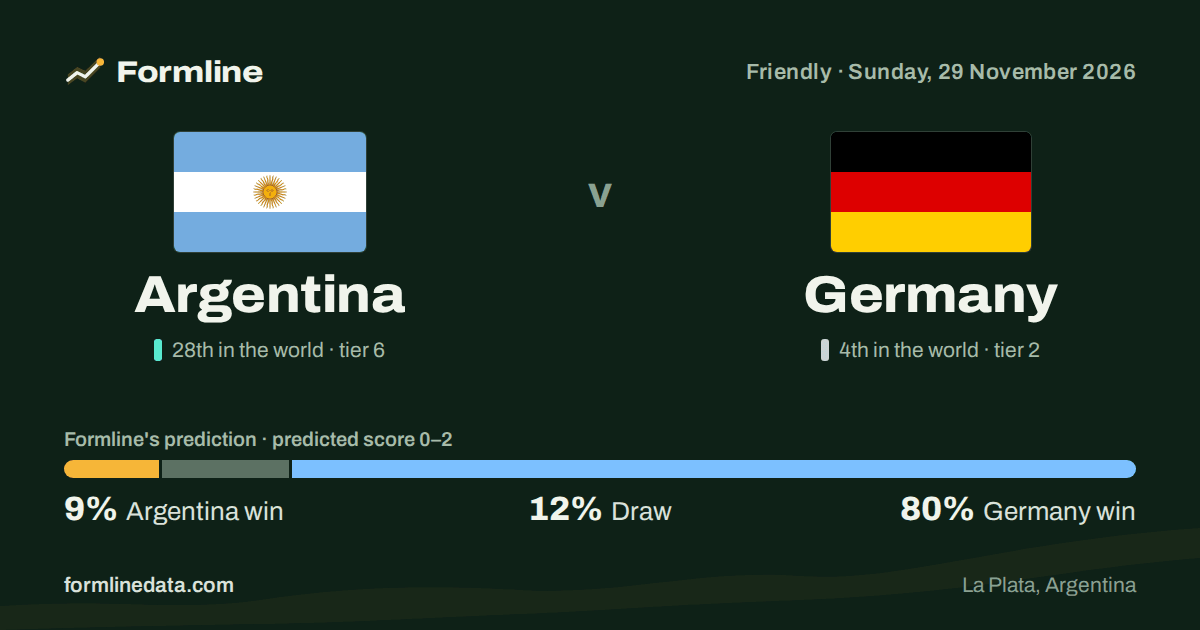 Formline
Friendly · Sunday, 29 November 2026
V
Argentina
Germany
28th in the world · tier 6
4th in the world · tier 2
Formline's prediction · predicted score 0–2
9% Argentina win
12% Draw
80% Germany win
formlinedata.com
La Plata, Argentina